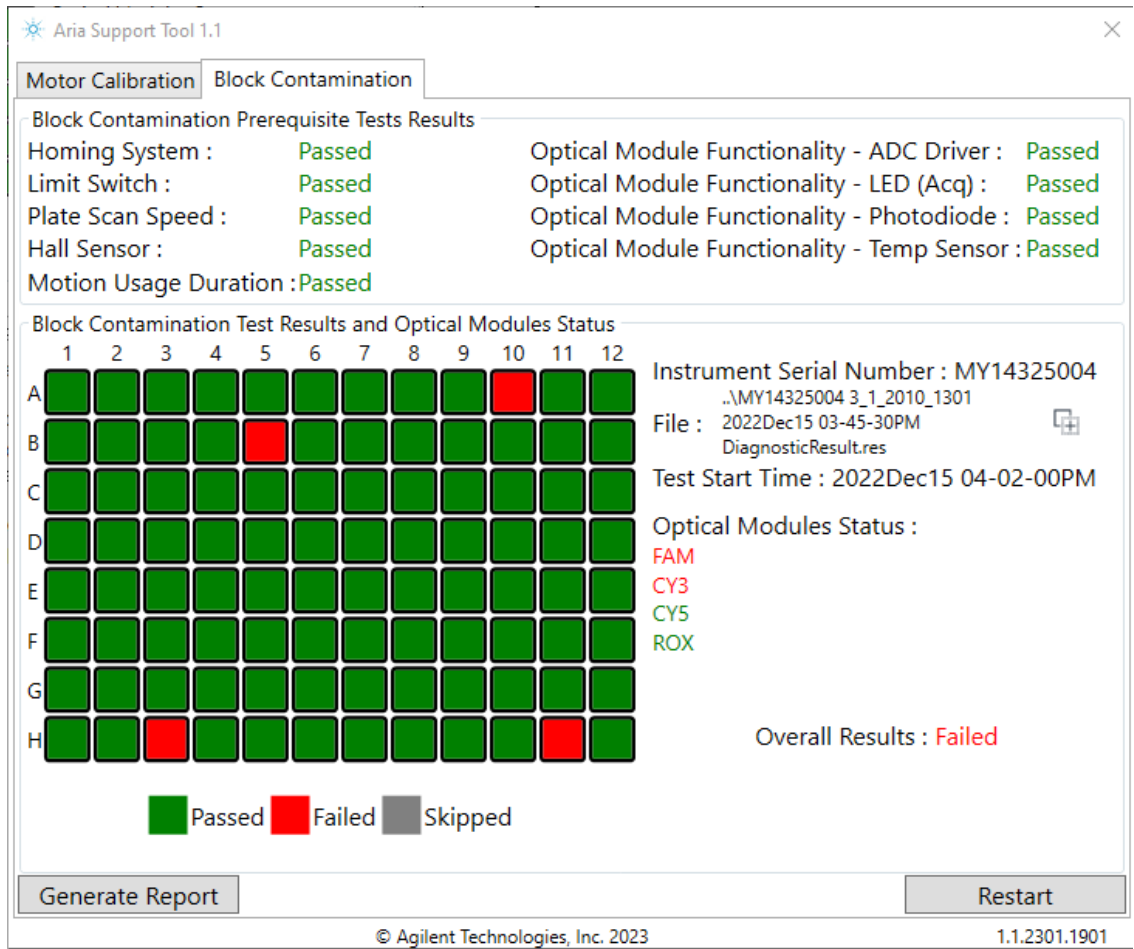 Aria Support Tool 1.1
Motor Calibration
Block Contamination
Block Contamination Prerequisite Tests Results
Homing System : Passed
Limit Switch : Passed
Plate Scan Speed : Passed
Hall Sensor : Passed
Motion Usage Duration : Passed
Optical Module Functionality - ADC Driver : Passed
Optical Module Functionality - LED (Acq) : Passed
Optical Module Functionality - Photodiode : Passed
Optical Module Functionality - Temp Sensor : Passed
Block Contamination Test Results and Optical Modules Status
1 2 3 4 5 6 7 8 9 10 11 12
A
B
C
D
E
F
G
H
Passed Failed Skipped
Instrument Serial Number : MY14325004
File : ..\MY14325004 3_1_2010_1301
2022Dec15 03-45-30PM
DiagnosticResult.res
Test Start Time : 2022Dec15 04-02-00PM
Optical Modules Status :
FAM
CY3
CY5
ROX
Overall Results : Failed
Generate Report
Restart
© Agilent Technologies, Inc. 2023
1.1.2301.1901